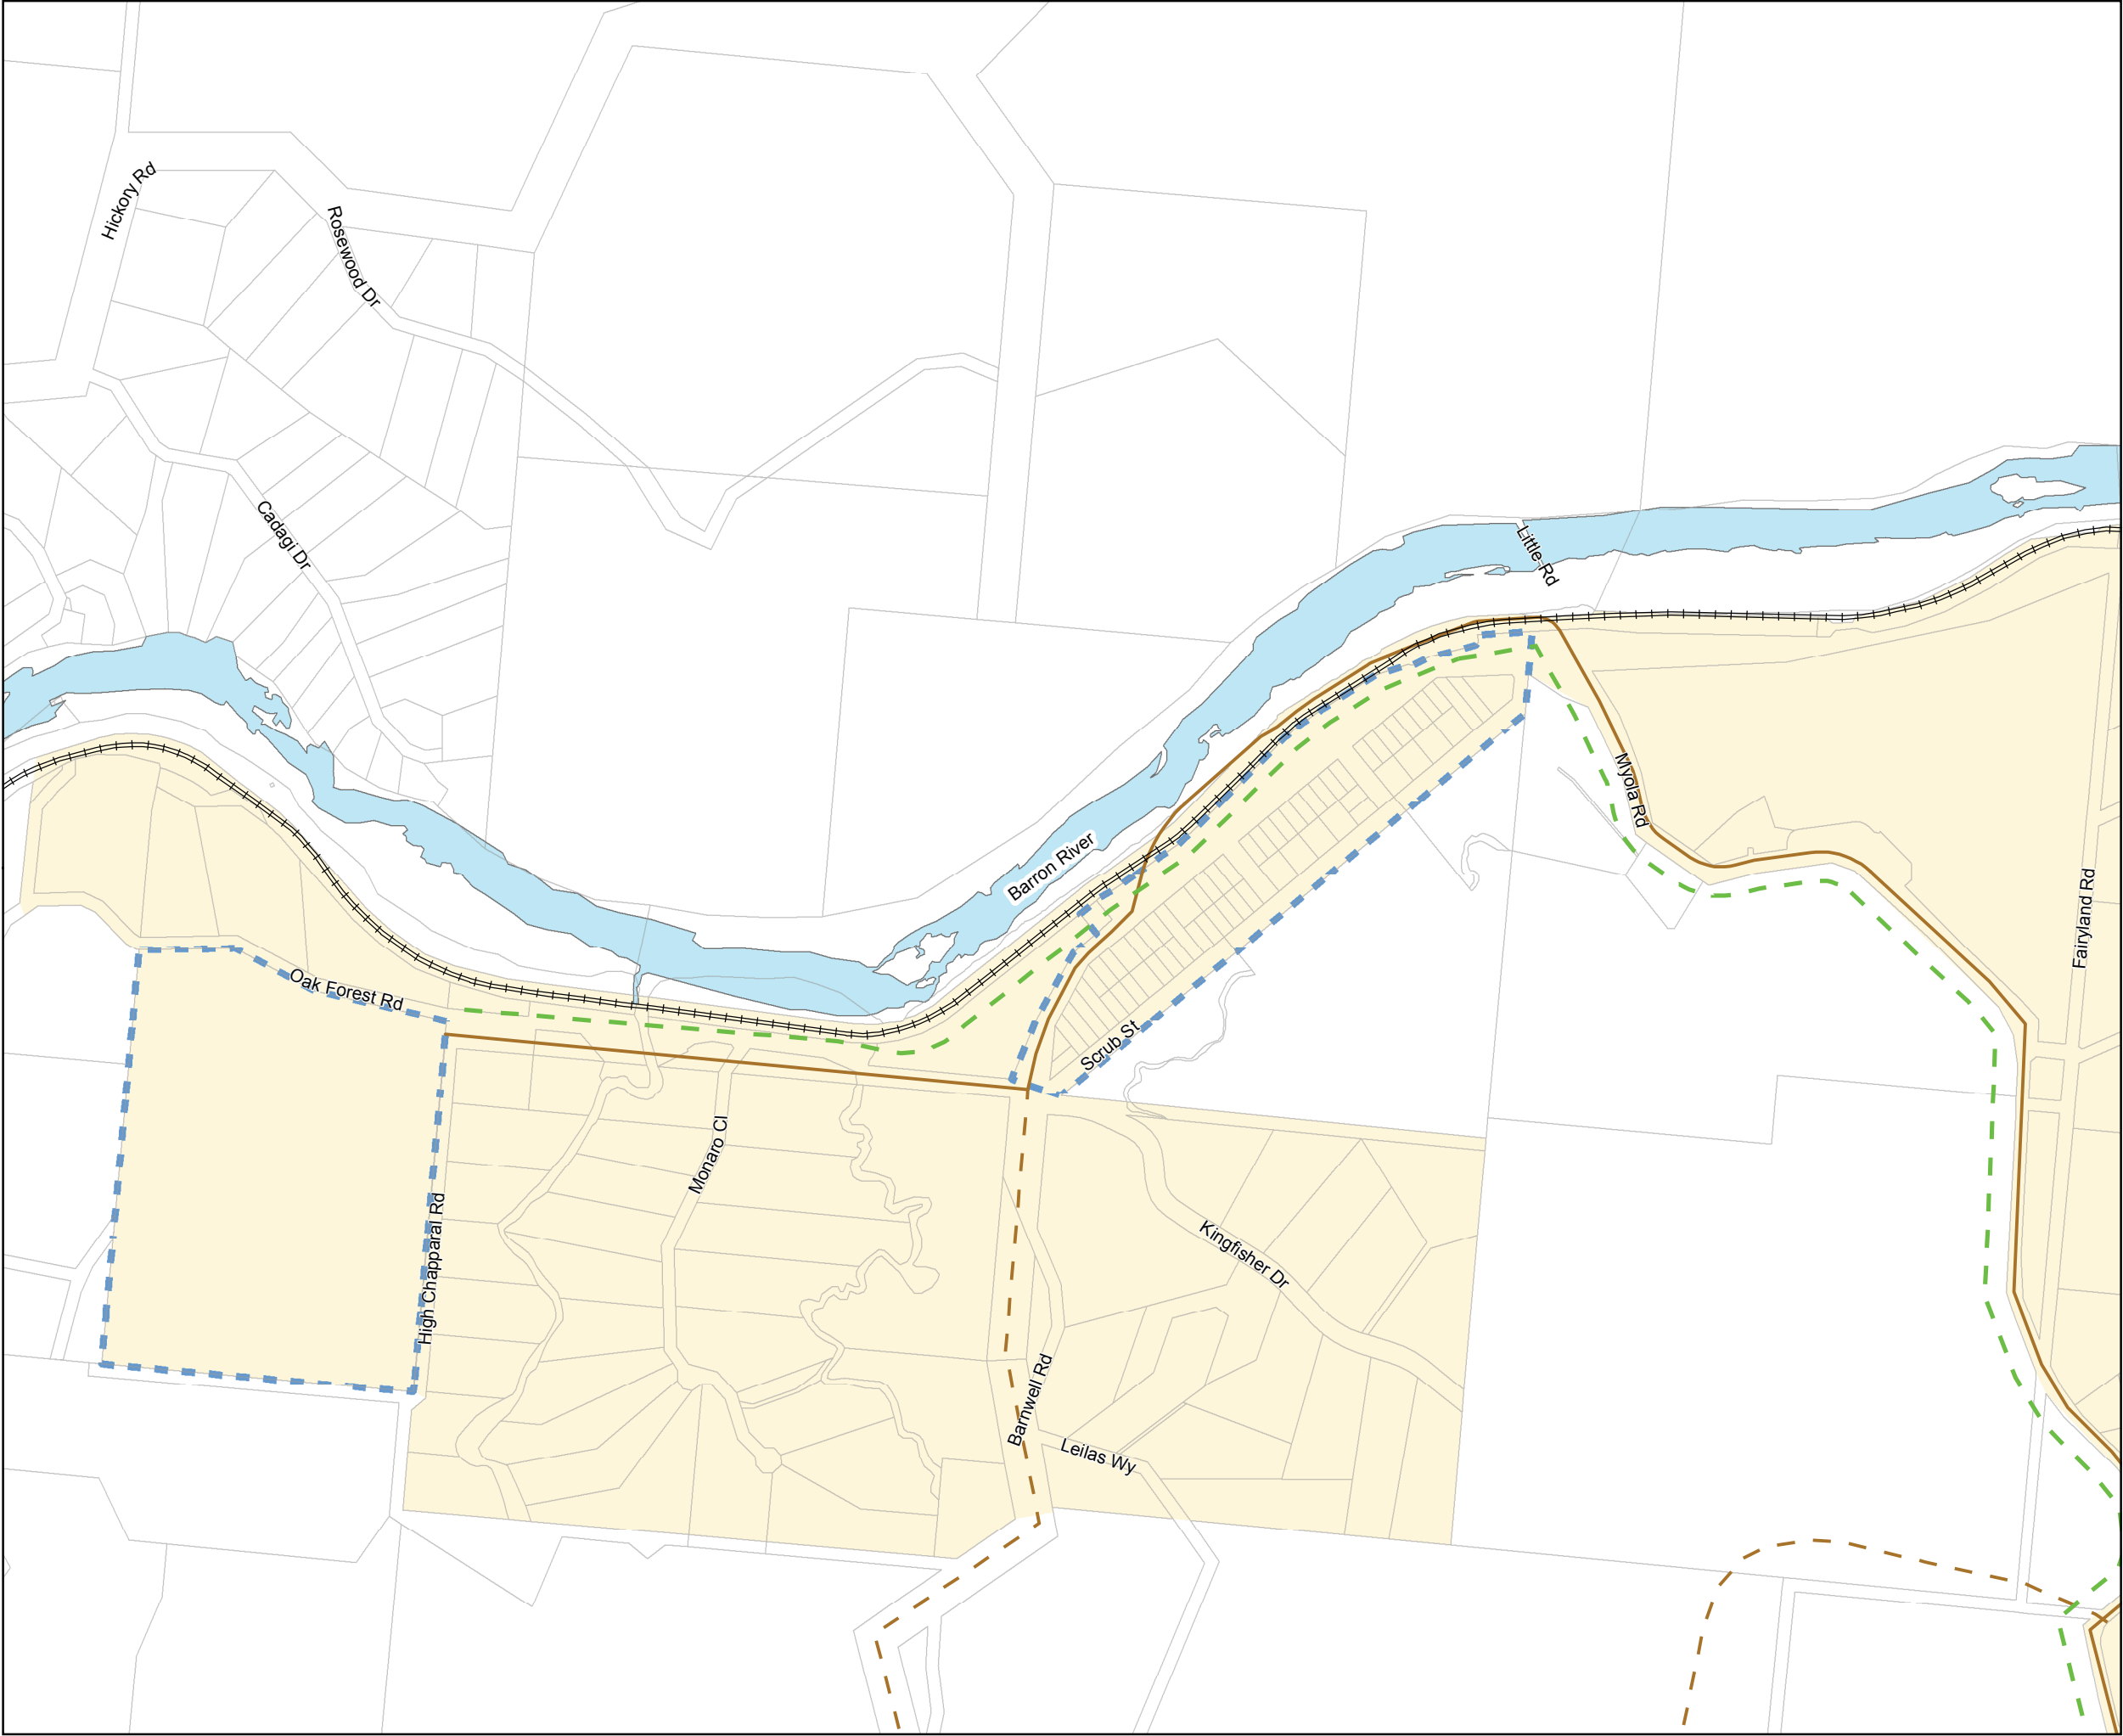 Hickory Rd
Rosewood Dr
Cadagi Dr
Little Rd
Myola Rd
Barron River
Fairyland Rd
Oak Forest Rd
Scrub St
Monaro Cl
High Chapparal Rd
Kingfisher Dr
Barnwell Rd
Leilas Wy